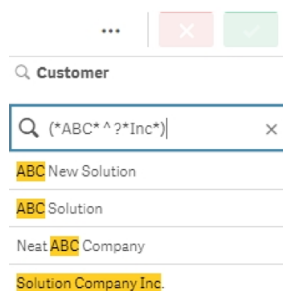 ...
Customer
(*ABC*^?*Inc*)
ABC New Solution
ABC Solution
Neat ABC Company
Solution Company Inc.